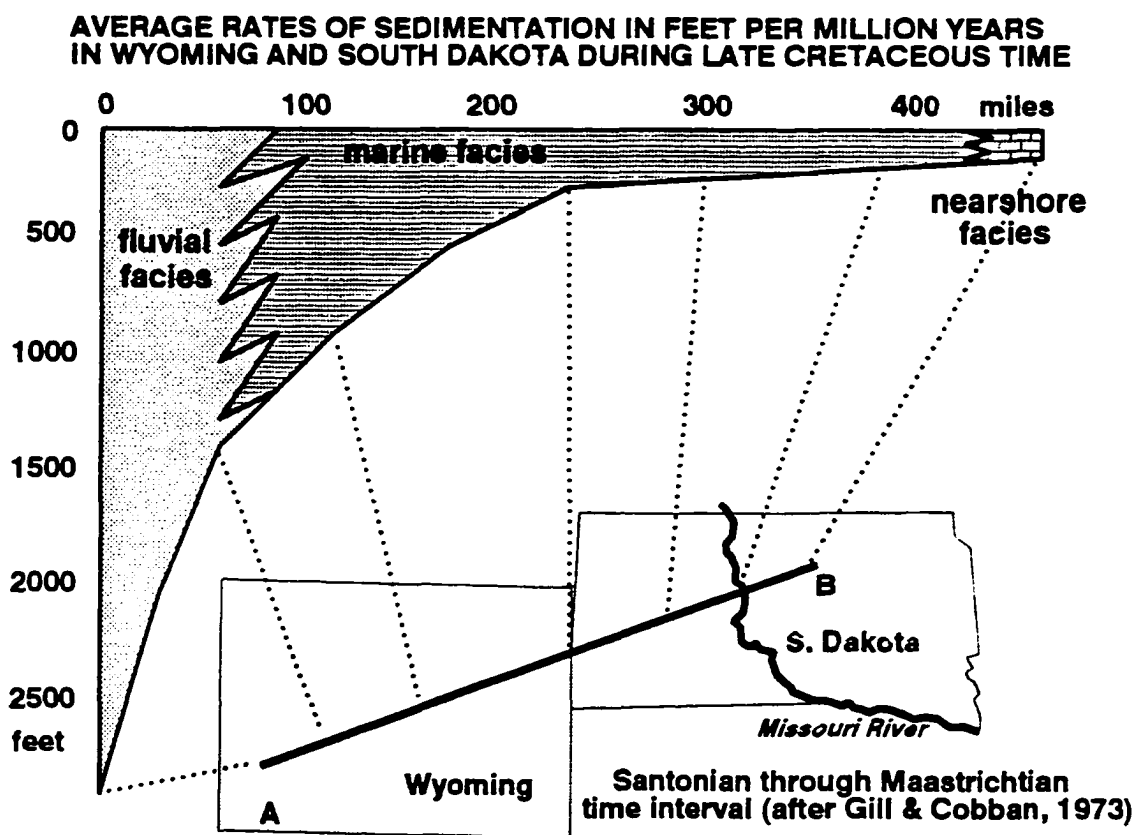 AVERAGE RATES OF SEDIMENTATION IN FEET PER MILLION YEARS
IN WYOMING AND SOUTH DAKOTA DURING LATE CRETACEOUS TIME
0 100 200 300 400 miles
0
marine facies
nearshore
facies
500
fluvial
facies
1000
1500
2000
B
S. Dakota
2500
feet
Missouri River
Wyoming
A
Santonian through Maastrichtian
time interval (after Gill & Cobban, 1973)